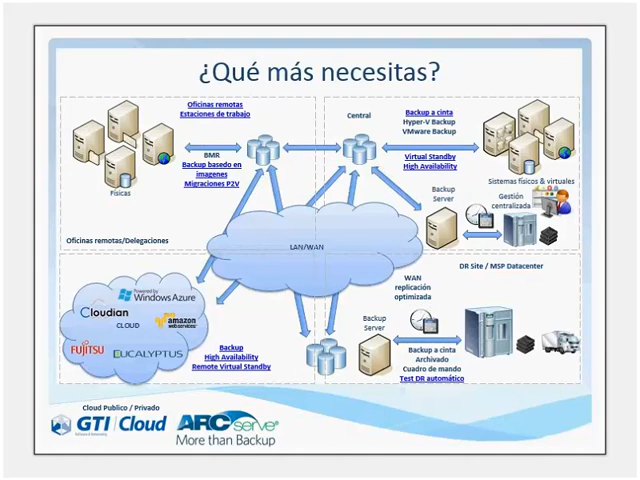 ¿Qué más necesitas?
Oficinas remotas
Estaciones de trabajo
Central
Backup a cinta
Hyper-V Backup
VMware Backup
BMR
Backup basedo en
imagenes
Migraciones P2V
Virtual Standby
High Availability
Físicas
Sistemas físicos & virtuales
Backup
Server
Gestión
centralizada
Oficinas remotas/Delegaciones
LAN/WAN
DR Site / MSP Datacenter
WAN
replicación
optimizada
Powered by
Windows Azure
Cloudian
CLOUD
amazon
webservices
FUJITSU
EUCALYPTUS
Backup
Server
Backup
High Availability
Remote Virtual Standby
Backup a cinta
Archivado
Cuadro de mando
Test DR automático
Cloud Publico / Privado
GTI Cloud
ARCserve®
More than Backup